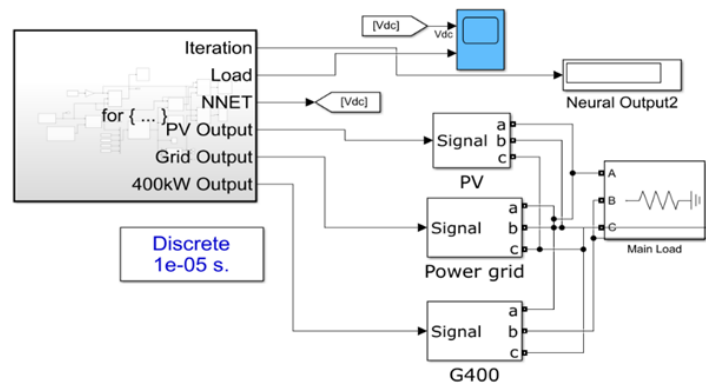 [Vdc]
Vdc
Iteration
Load
NNET
[Vdc]
for { ... }
PV Output
Grid Output
400kW Output
Neural Output2
Signal
a
b
c
PV
Signal
a
b
c
Power grid
Signal
a
b
c
G400
A
B
C
Main Load
Discrete
1e-05 s.